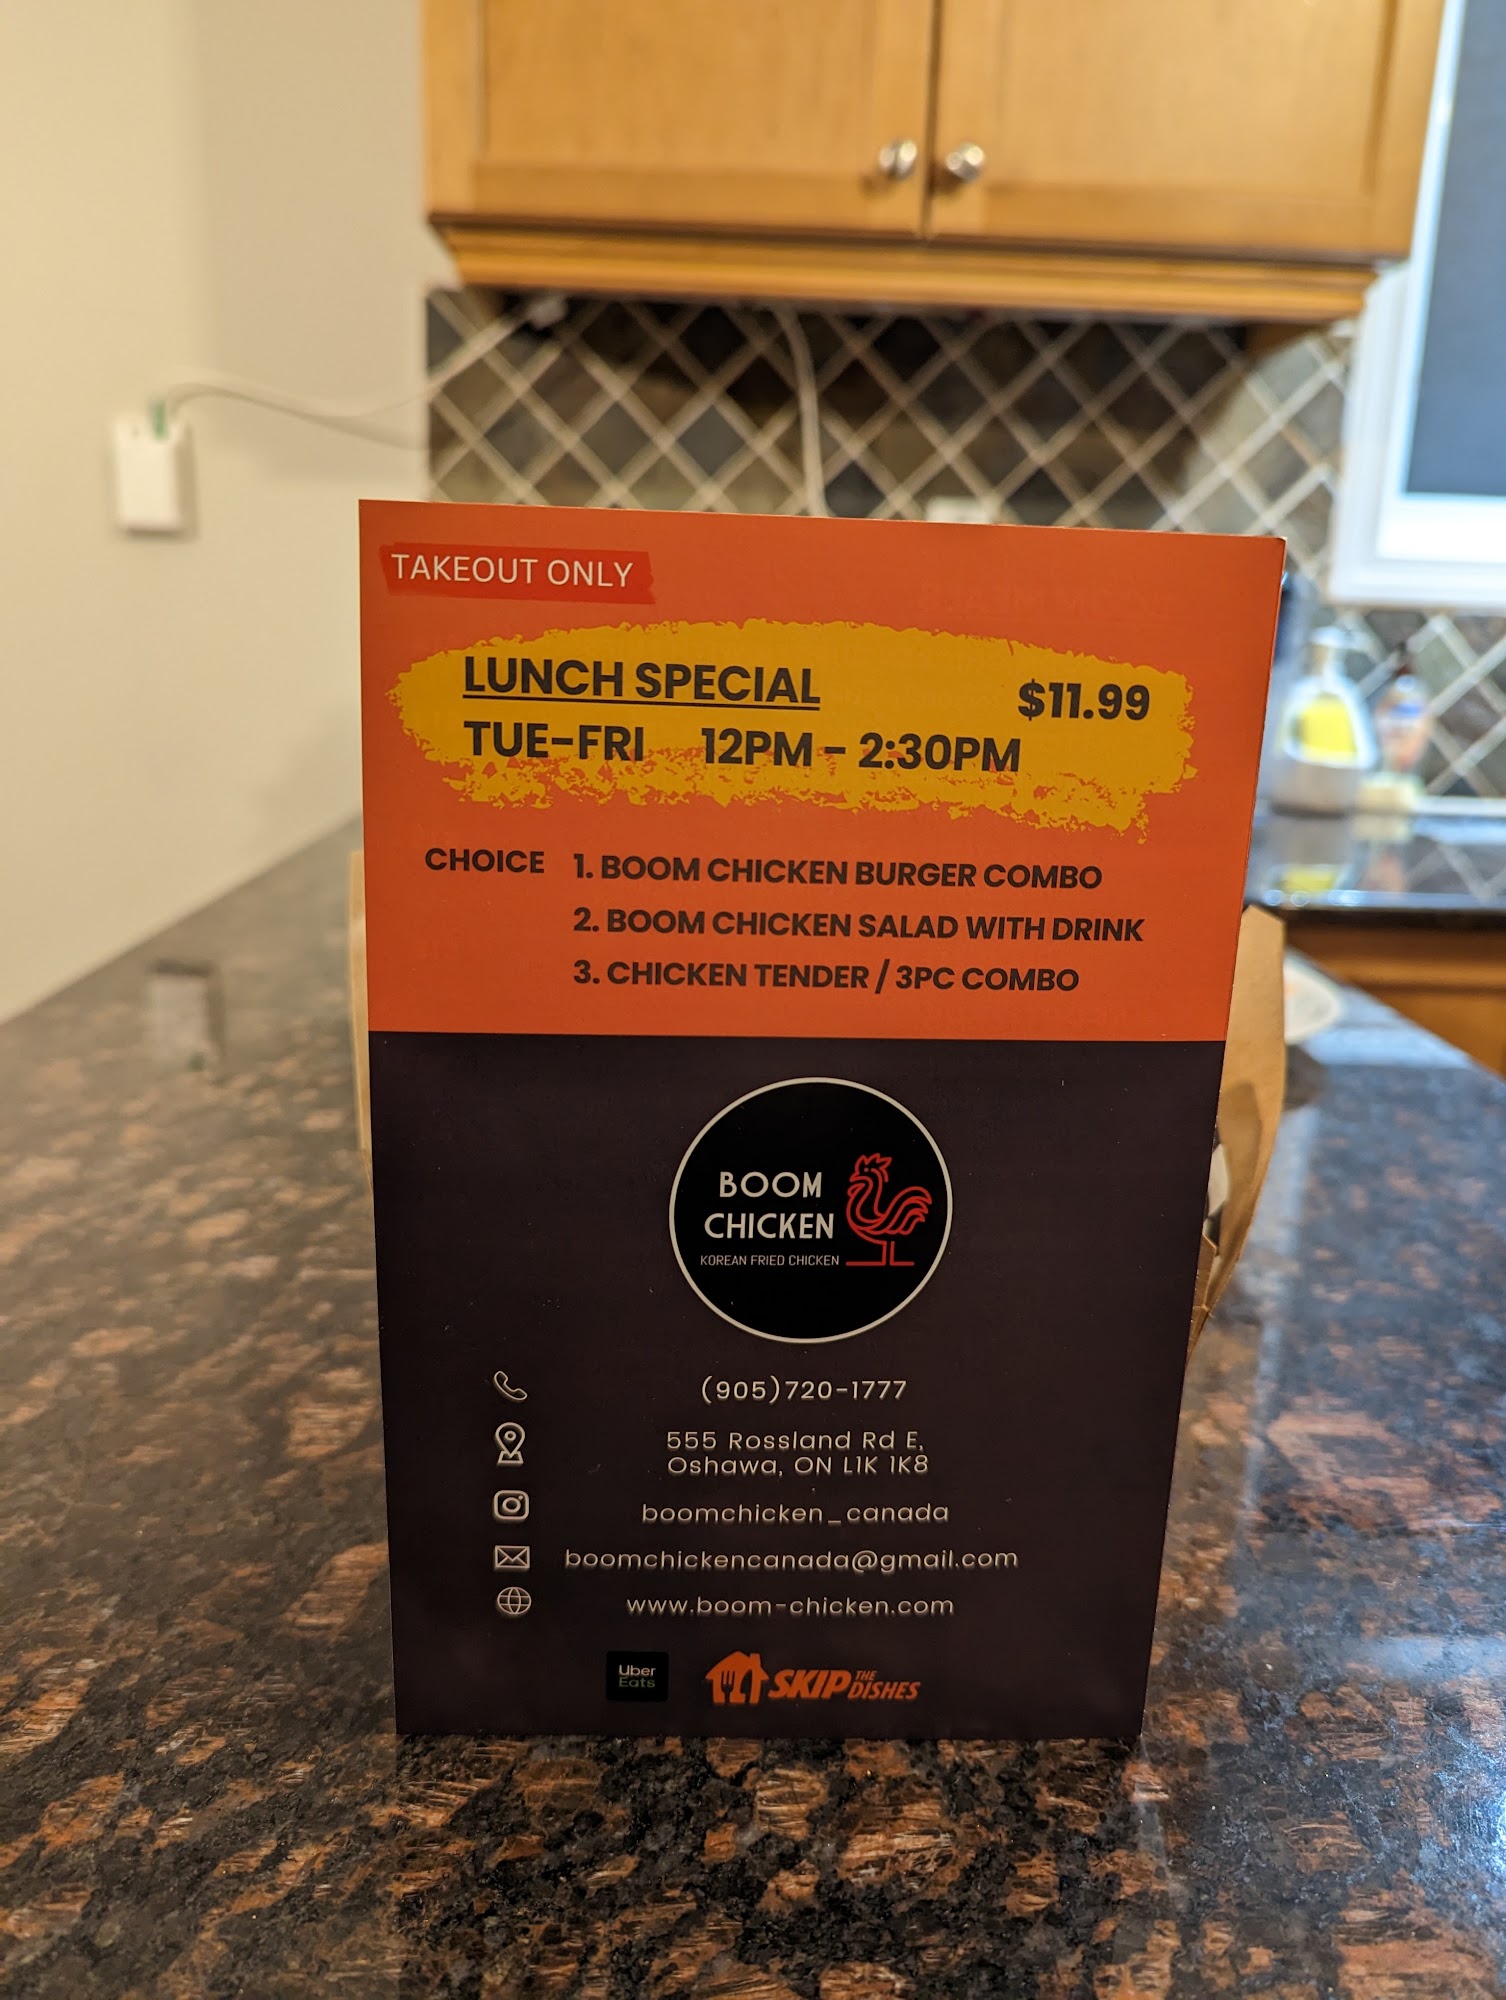 TAKEOUT ONLY
LUNCH SPECIAL $11.99
TUE-FRI 12PM - 2:30PM
CHOICE 1. BOOM CHICKEN BURGER COMBO
2. BOOM CHICKEN SALAD WITH DRINK
3. CHICKEN TENDER / 3PC COMBO
BOOM
CHICKEN
KOREAN FRIED CHICKEN
(905)720-1777
555 Rossland Rd E,
Oshawa, ON L1K 1K8
boomchicken_canada
boomchickencanada@gmail.com
www.boom-chicken.com
Uber
Eats
SKIP THE
DISHES